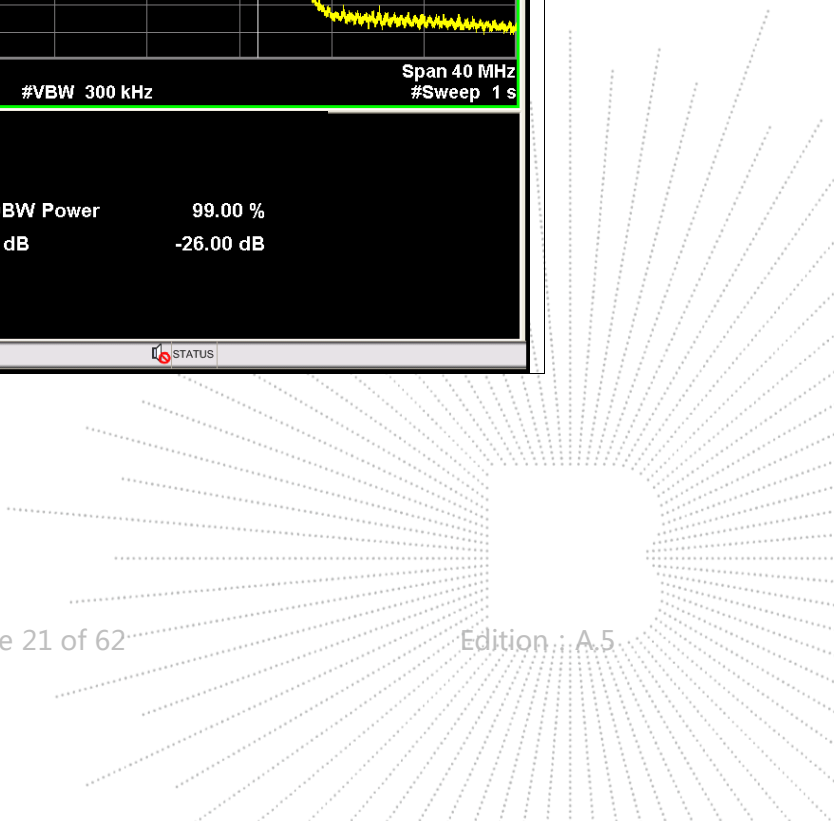 Span 40 MHz
#VBW 300 kHz #Sweep 1 s
BW Power 99.00 %
dB -26.00 dB
STATUS
e 21 of 62 Edition : A.5